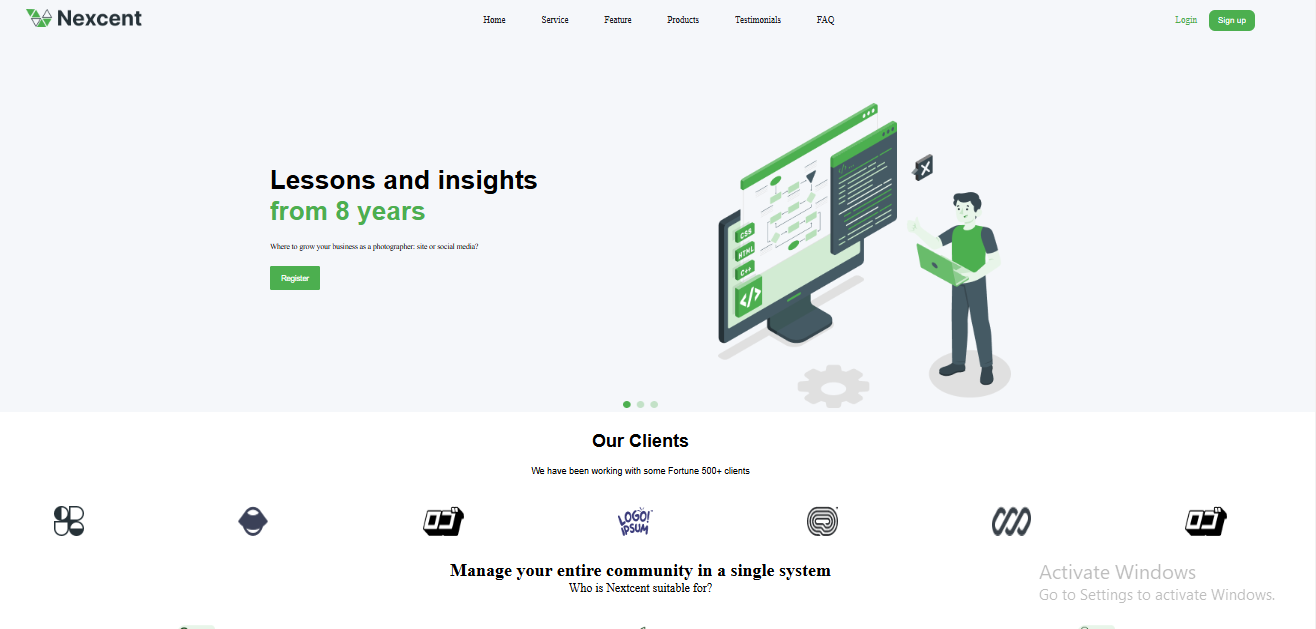 Nexcent
Home
Service
Feature
Products
Testimonials
FAQ
Login
Sign up
Lessons and insights
from 8 years
Where to grow your business as a photographer: site or social media?
Register
CSS
HTML
C++
</>
Our Clients
We have been working with some Fortune 500+ clients
LOGO!
IPSUM
Manage your entire community in a single system
Who is Nextcent suitable for?
Activate Windows
Go to Settings to activate Windows.